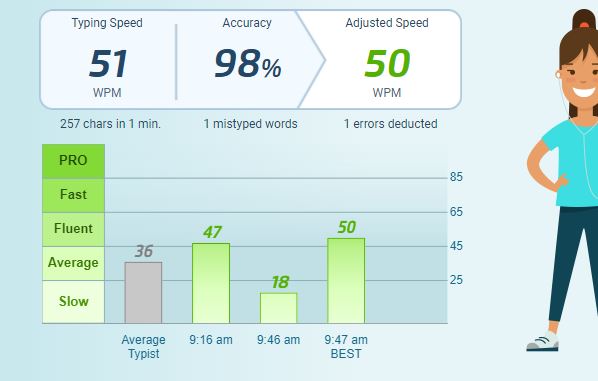 Typing Speed
51
WPM
Accuracy
98%
Adjusted Speed
50
WPM
257 chars in 1 min.
1 mistyped words
1 errors deducted
PRO
Fast
Fluent
Average
Slow
85
65
45
25
36
47
18
50
Average
Typist
9:16 am
9:46 am
9:47 am
BEST